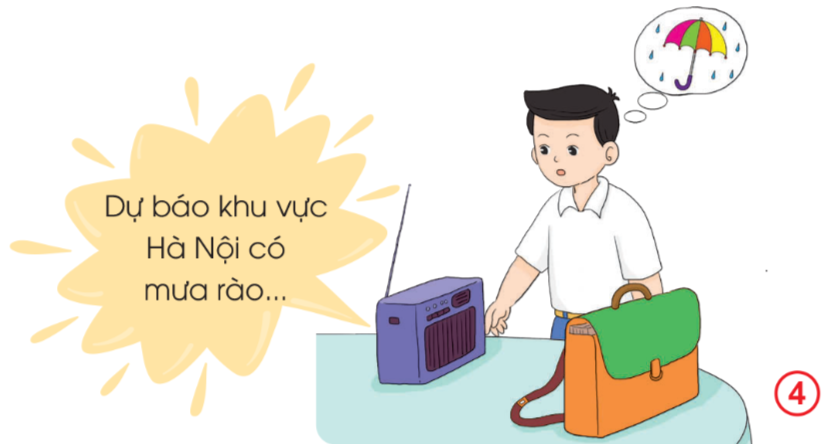 Dự báo khu vực
Hà Nội có
mưa rào...
4